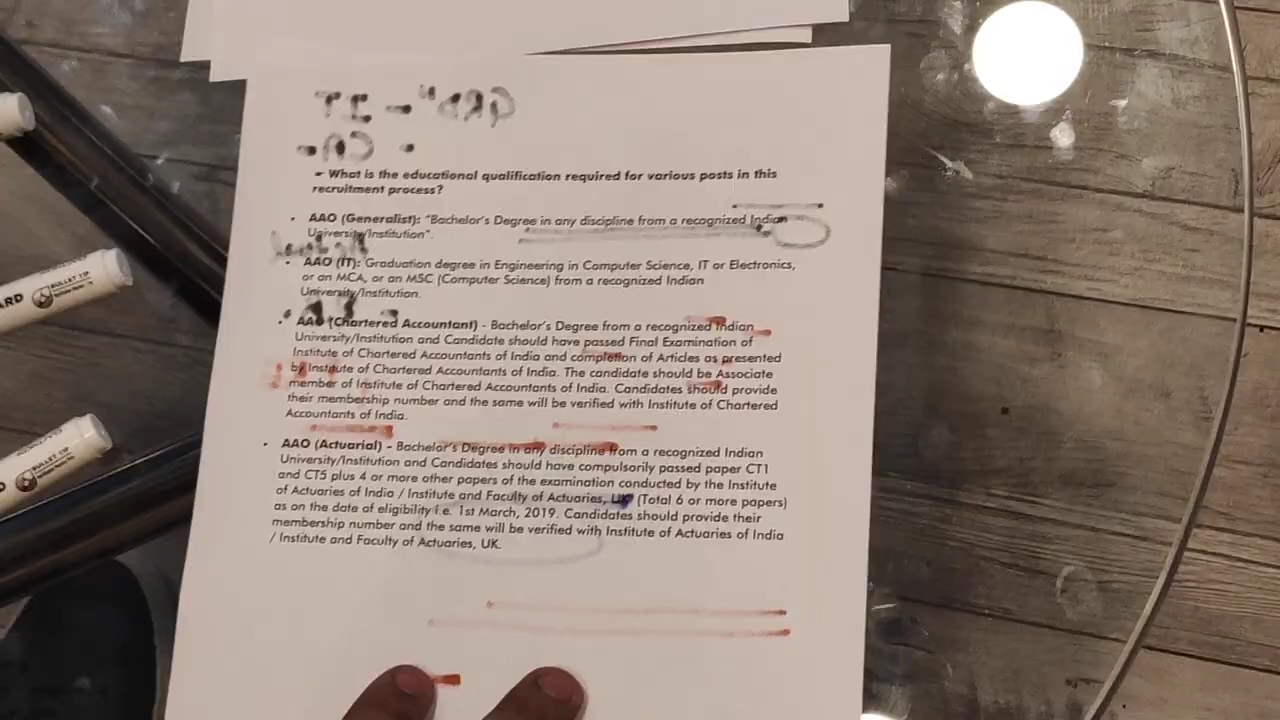 - What is the educational qualification required for various posts in this
recruitment process?
• AAO (Generalist): "Bachelor's Degree in any discipline from a recognized Indian
University/Institution".
• AAO (IT): Graduation degree in Engineering in Computer Science, IT or Electronics,
or an MCA, or an MSC (Computer Science) from a recognized Indian
University/Institution.
• AAO (Chartered Accountant) - Bachelor's Degree from a recognized Indian
University/Institution and Candidate should have passed Final Examination of
Institute of Chartered Accountants of India and completion of Articles as presented
by Institute of Chartered Accountants of India. The candidate should be Associate
member of Institute of Chartered Accountants of India. Candidates should provide
their membership number and the same will be verified with Institute of Chartered
Accountants of India.
• AAO (Actuarial) – Bachelor's Degree in any discipline from a recognized Indian
University/Institution and Candidates should have compulsorily passed paper CT1
and CT5 plus 4 or more other papers of the examination conducted by the Institute
of Actuaries of India / Institute and Faculty of Actuaries, UK (Total 6 or more papers)
as on the date of eligibility i.e. 1st March, 2019. Candidates should provide their
membership number and the same will be verified with Institute of Actuaries of India
/ Institute and Faculty of Actuaries, UK.
BULLET TIP
BULLET TIP